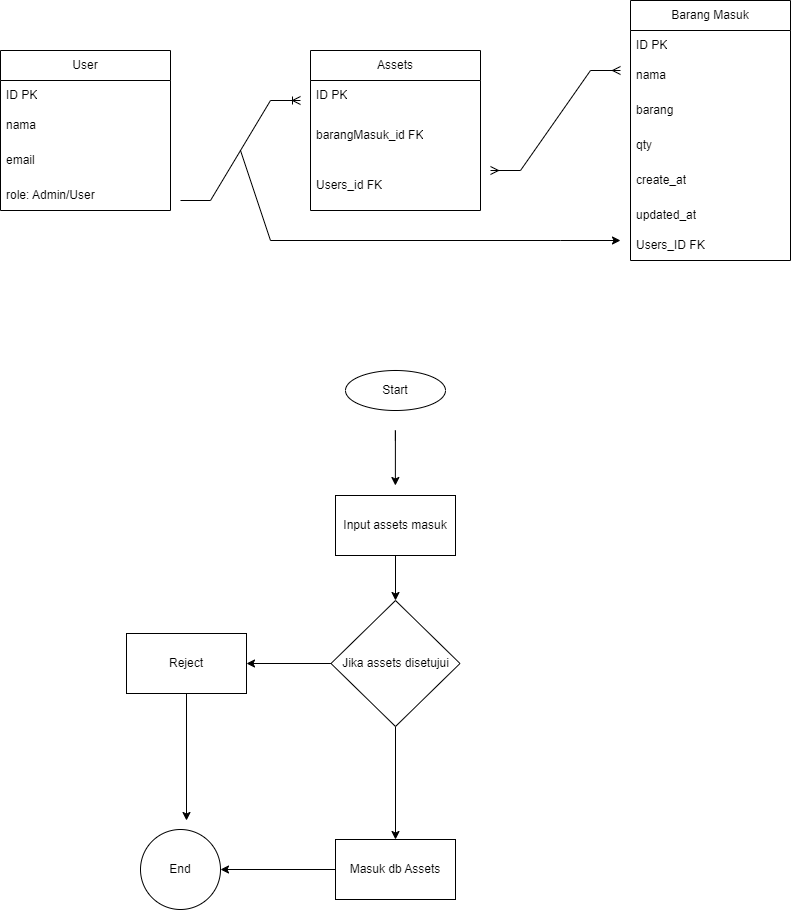 User
ID PK
nama
email
role: Admin/User
Assets
ID PK
barangMasuk_id FK
Users_id FK
Barang Masuk
ID PK
nama
barang
qty
create_at
updated_at
Users_ID FK
Start
Input assets masuk
Jika assets disetujui
Reject
Masuk db Assets
End